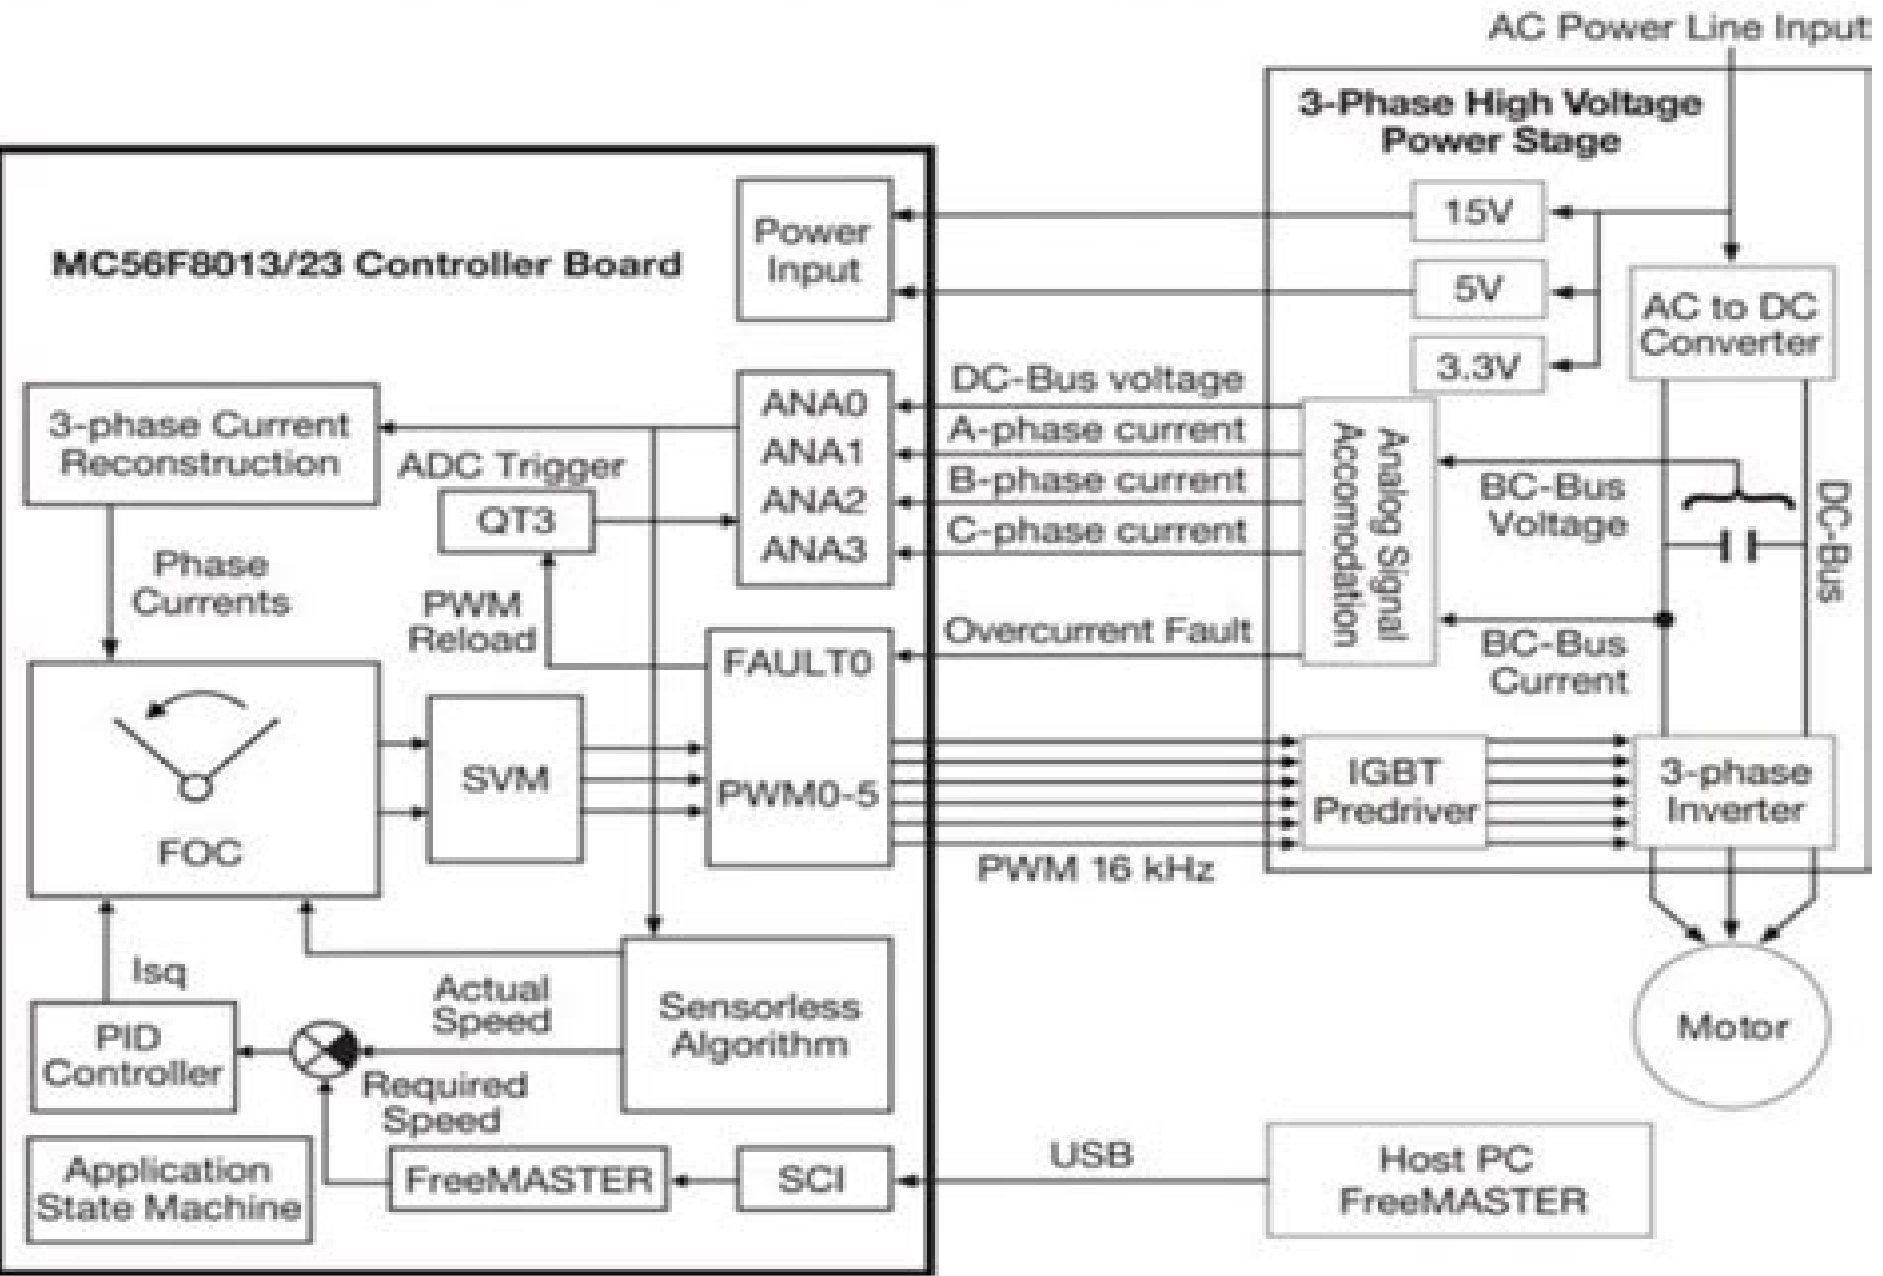 AC Power Line Input
3-Phase High Voltage
Power Stage
15V
5V
3.3V
AC to DC
Converter
MC56F8013/23 Controller Board
Power
Input
3-phase Current
Reconstruction
ADC Trigger
QT3
ANA0
ANA1
ANA2
ANA3
DC-Bus voltage
A-phase current
B-phase current
C-phase current
Overcurrent Fault
Analog Signal
Accomodation
BC-Bus
Voltage
DC-Bus
BC-Bus
Current
Phase
Currents
PWM
Reload
FAULT0
PWM0-5
FOC
SVM
PWM 16 kHz
IGBT
Predriver
3-phase
Inverter
Motor
Isq
Actual
Speed
Sensorless
Algorithm
PID
Controller
Required
Speed
Application
State Machine
FreeMASTER
SCI
USB
Host PC
FreeMASTER